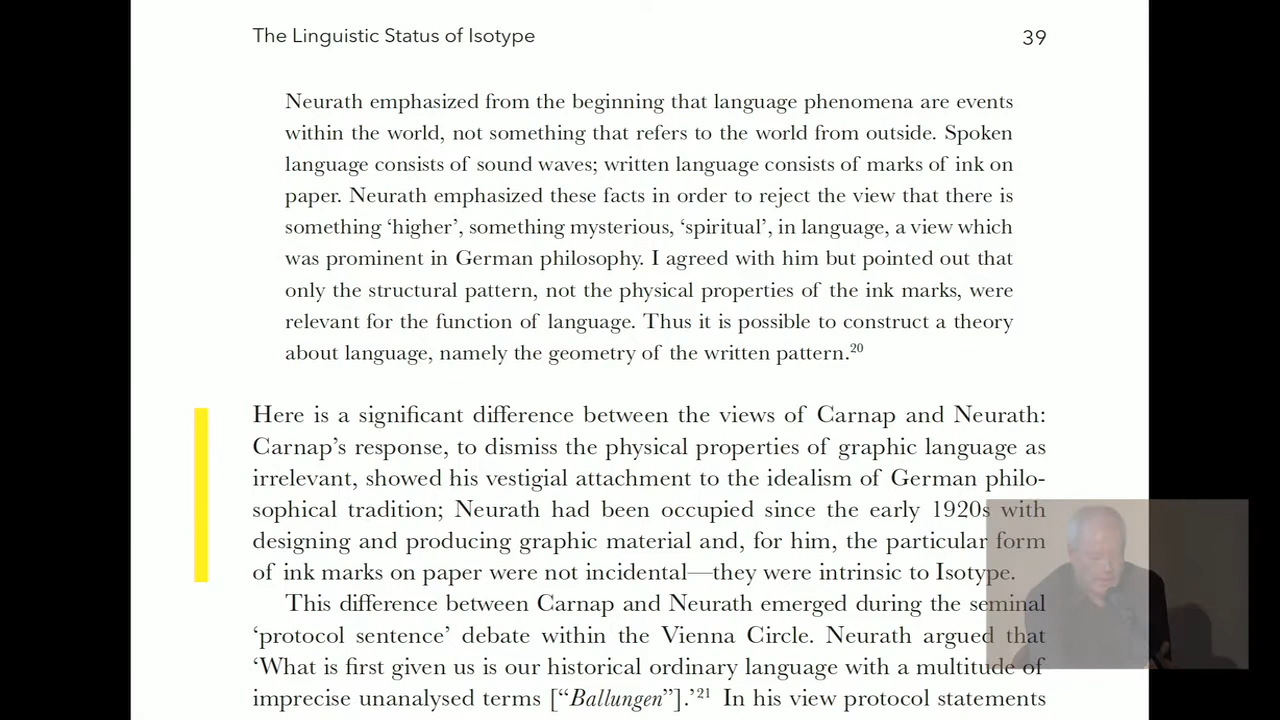 The Linguistic Status of Isotype 39
Neurath emphasized from the beginning that language phenomena are events
within the world, not something that refers to the world from outside. Spoken
language consists of sound waves; written language consists of marks of ink on
paper. Neurath emphasized these facts in order to reject the view that there is
something ‘higher’, something mysterious, ‘spiritual’, in language, a view which
was prominent in German philosophy. I agreed with him but pointed out that
only the structural pattern, not the physical properties of the ink marks, were
relevant for the function of language. Thus it is possible to construct a theory
about language, namely the geometry of the written pattern.20
Here is a significant difference between the views of Carnap and Neurath:
Carnap’s response, to dismiss the physical properties of graphic language as
irrelevant, showed his vestigial attachment to the idealism of German philo-
sophical tradition; Neurath had been occupied since the early 1920s with
designing and producing graphic material and, for him, the particular form
of ink marks on paper were not incidental—they were intrinsic to Isotype.
This difference between Carnap and Neurath emerged during the seminal
‘protocol sentence’ debate within the Vienna Circle. Neurath argued that
‘What is first given us is our historical ordinary language with a multitude of
imprecise unanalysed terms [“Ballungen”].’21 In his view protocol statements